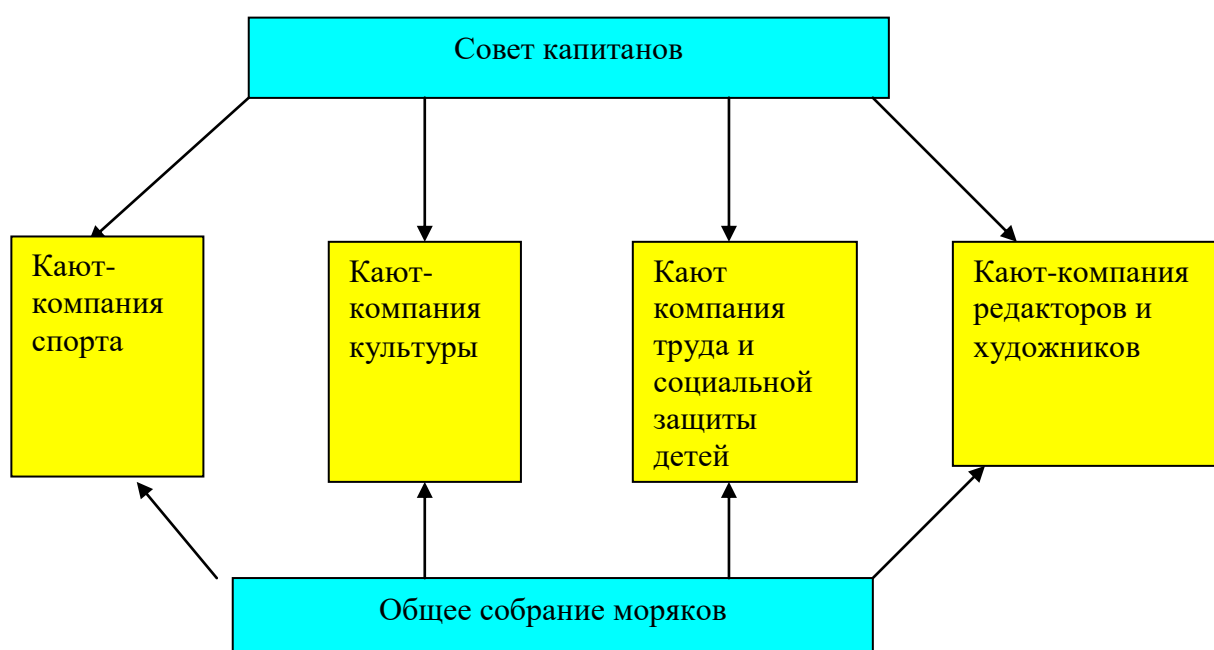 Совет капитанов
Кают-
компания
спорта
Кают-
компания
культуры
Кают
компания
труда и
социальной
защиты
детей
Кают-компания
редакторов и
художников
Общее собрание моряков